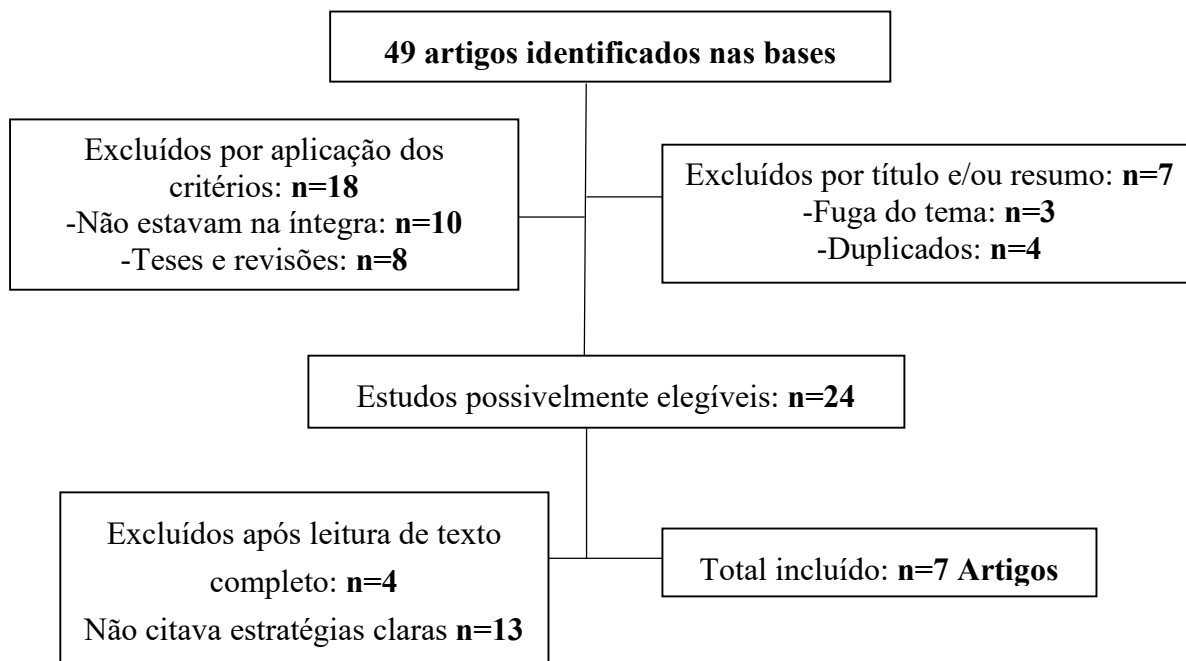 49 artigos identificados nas bases
Excluídos por aplicação dos
critérios: n=18
-Não estavam na íntegra: n=10
-Teses e revisões: n=8
Excluídos por título e/ou resumo: n=7
-Fuga do tema: n=3
-Duplicados: n=4
Estudos possivelmente elegíveis: n=24
Excluídos após leitura de texto
completo: n=4
Não citava estratégias claras n=13
Total incluído: n=7 Artigos